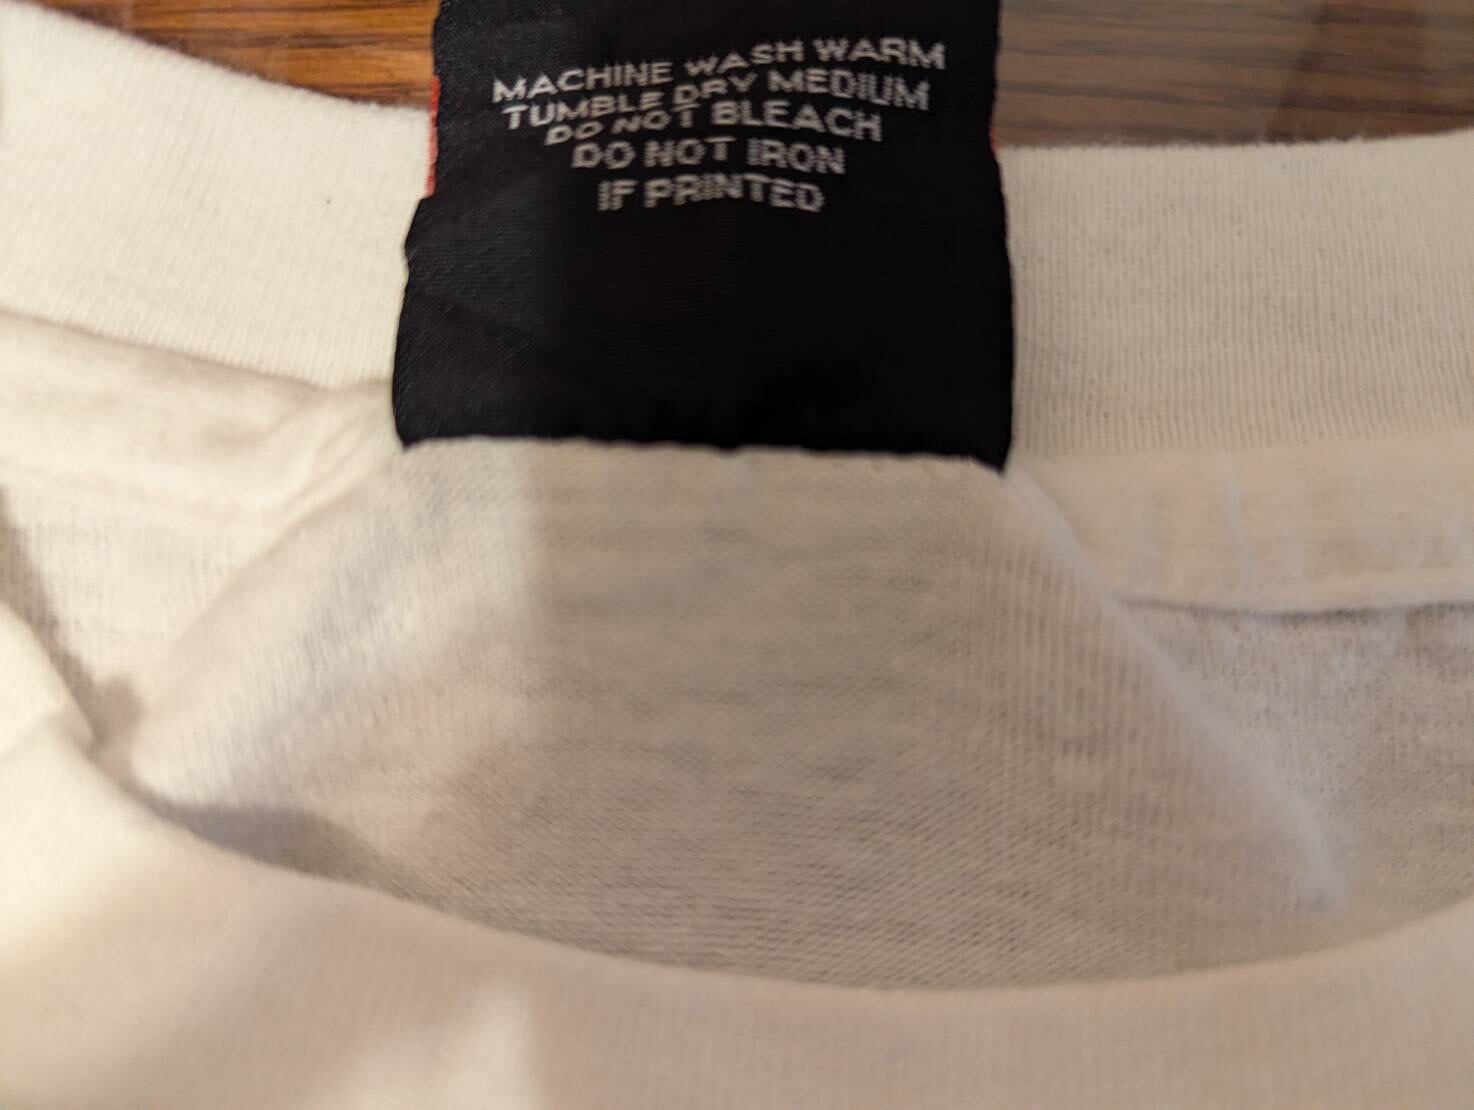 MACHINE WASH WARM
TUMBLE DRY MEDIUM
DO NOT BLEACH
DO NOT IRON
IF PRINTED